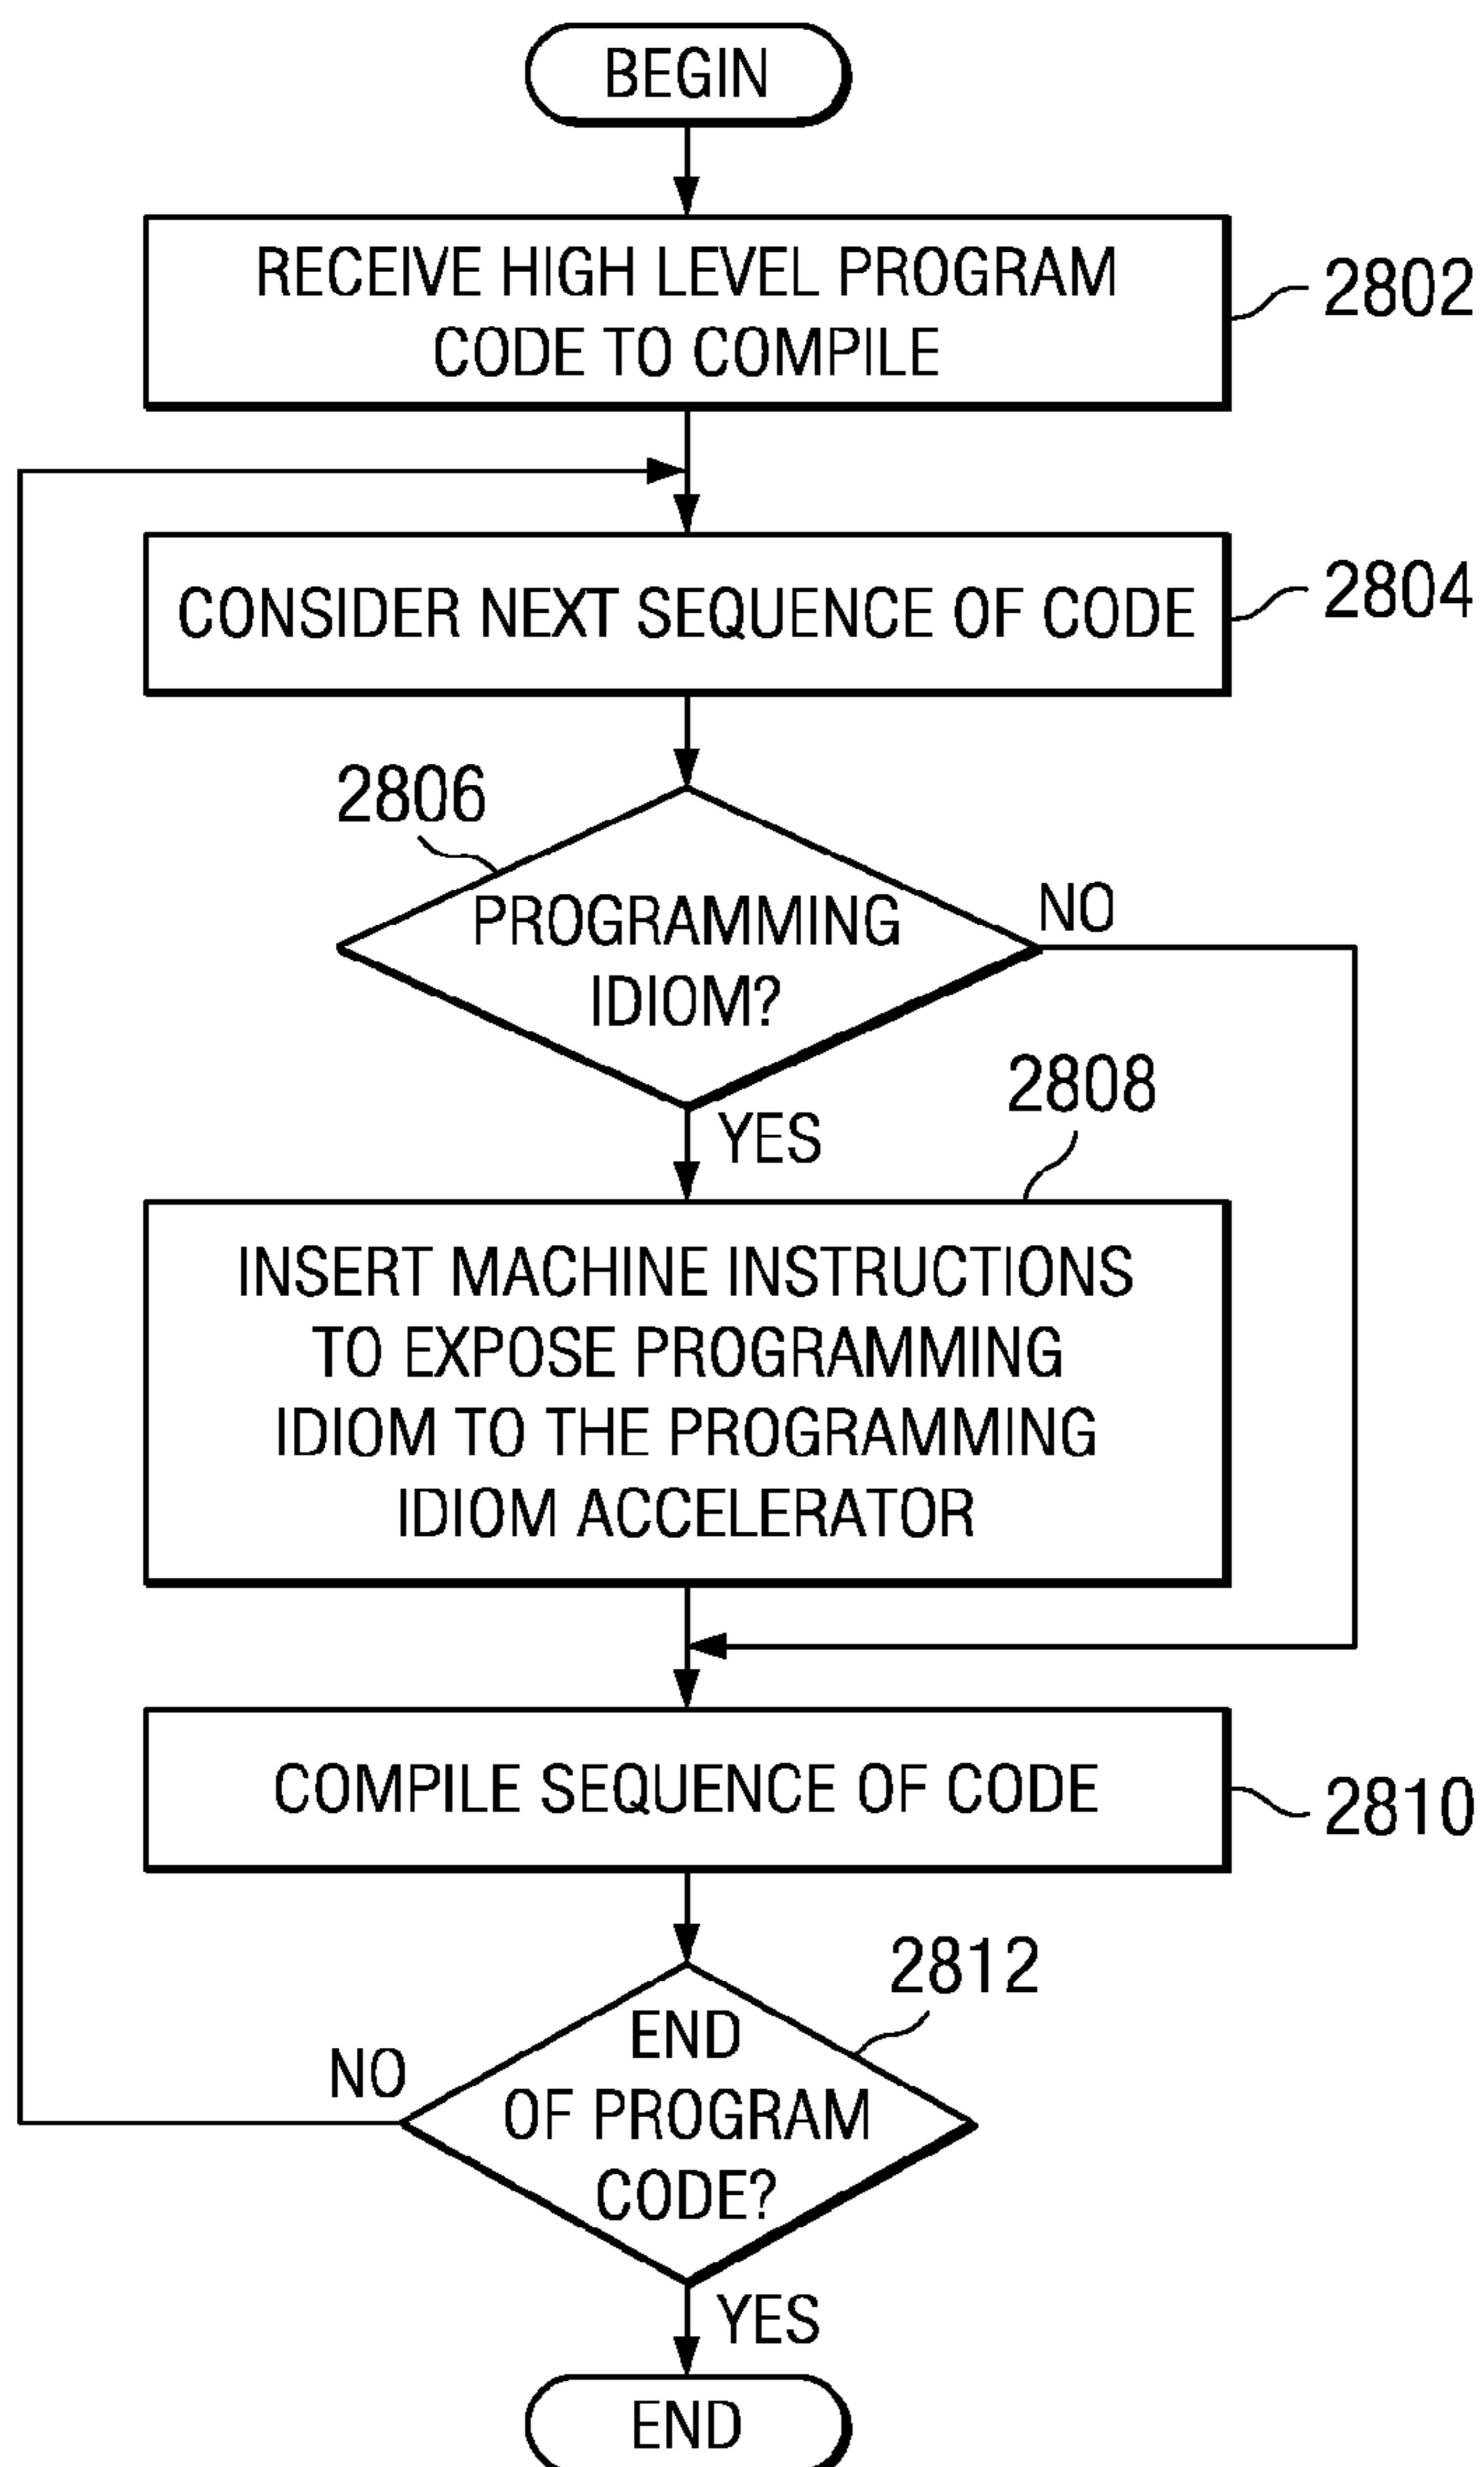 BEGIN
RECEIVE HIGH LEVEL PROGRAM
CODE TO COMPILE
2802
CONSIDER NEXT SEQUENCE OF CODE
2804
2806
PROGRAMMING
IDIOM?
NO
YES
2808
INSERT MACHINE INSTRUCTIONS
TO EXPOSE PROGRAMMING
IDIOM TO THE PROGRAMMING
IDIOM ACCELERATOR
COMPILE SEQUENCE OF CODE
2810
2812
END
OF PROGRAM
CODE?
NO
YES
END